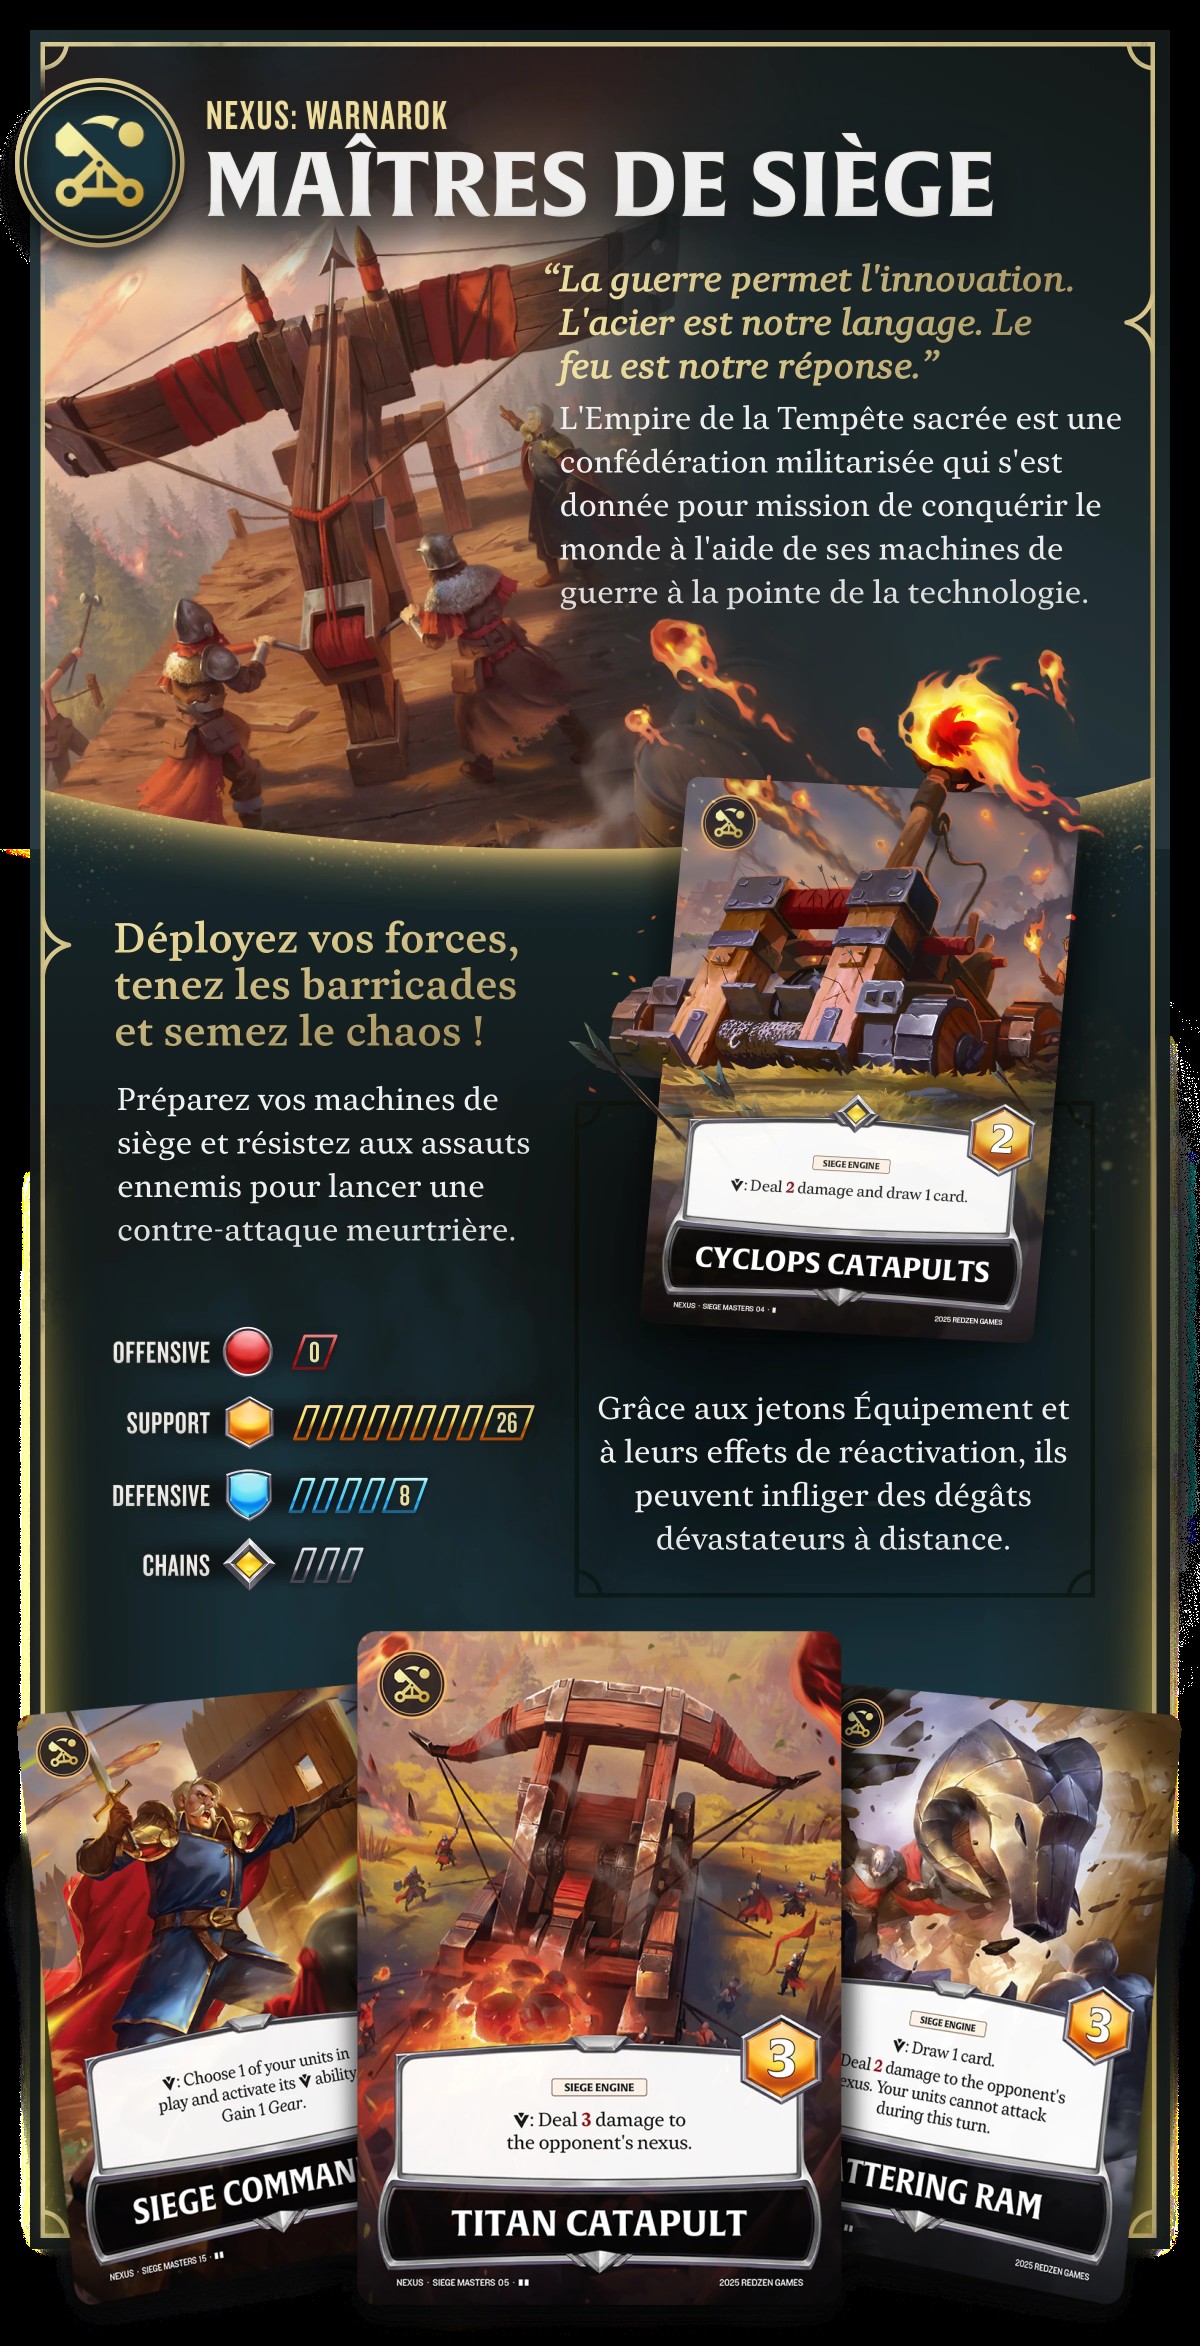 NEXUS: WARNAROK
MAÎTRES DE SIÈGE
“La guerre permet l'innovation.
L'acier est notre langage. Le
feu est notre réponse.”
L'Empire de la Tempête sacrée est une
confédération militarisée qui s'est
donnée pour mission de conquérir le
monde à l'aide de ses machines de
guerre à la pointe de la technologie.
Déployez vos forces,
tenez les barricades
et semez le chaos !
Préparez vos machines de
siège et résistez aux assauts
ennemis pour lancer une
contre-attaque meurtrière.
2
SIEGE ENGINE
: Deal 2 damage and draw 1 card.
CYCLOPS CATAPULTS
NEXUS · SIEGE MASTERS 04 ·
2025 REDZEN GAMES
OFFENSIVE 0
SUPPORT 26
DEFENSIVE 8
CHAINS
Grâce aux jetons Équipement et
à leurs effets de réactivation, ils
peuvent infliger des dégâts
dévastateurs à distance.
: Choose 1 of your units in
play and activate its ability
Gain 1 Gear.
SIEGE COMMAN
NEXUS · SIEGE MASTERS 15 ·
3
SIEGE ENGINE
: Deal 3 damage to
the opponent's nexus.
TITAN CATAPULT
NEXUS · SIEGE MASTERS 05 ·
2025 REDZEN GAMES
3
SIEGE ENGINE
: Draw 1 card.
Deal 2 damage to the opponent's
exus. Your units cannot attack
during this turn.
TTERING RAM
2025 REDZEN GAMES